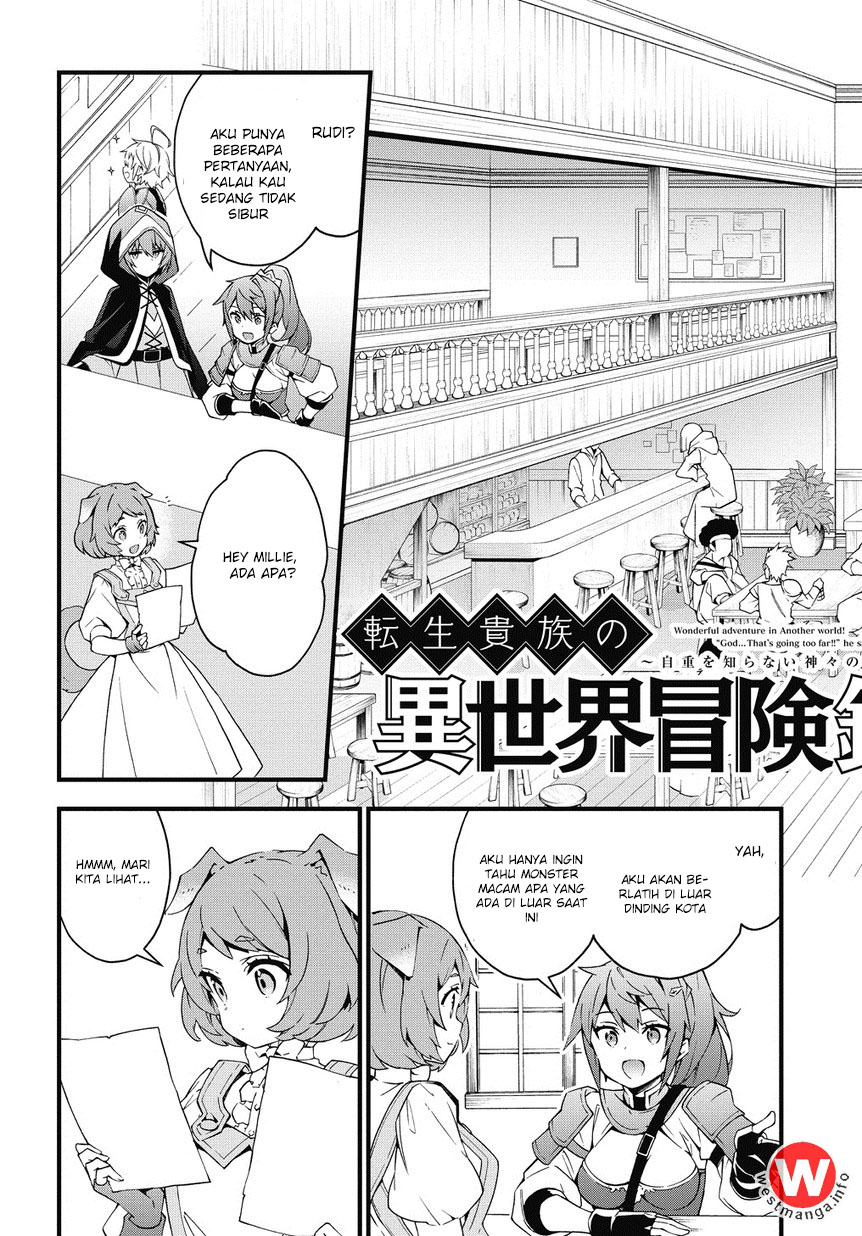 RUDI?
AKU PUNYA
BEBERAPA
PERTANYAAN,
KALAU KAU
SEDANG TIDAK
SIBUR
HEY MILLIE,
ADA APA?
転生貴族の
Wonderful adventure in Another world!
"God...That's going too far!!" he s
～自重を知らない神々の
異世界冒険
YAH,
AKU AKAN BE-
RLATIH DI LUAR
DINDING KOTA
AKU HANYA INGIN
TAHU MONSTER
MACAM APA YANG
ADA DI LUAR SAAT
INI
HMMM, MARI
KITA LIHAT...
W
westmanga.info